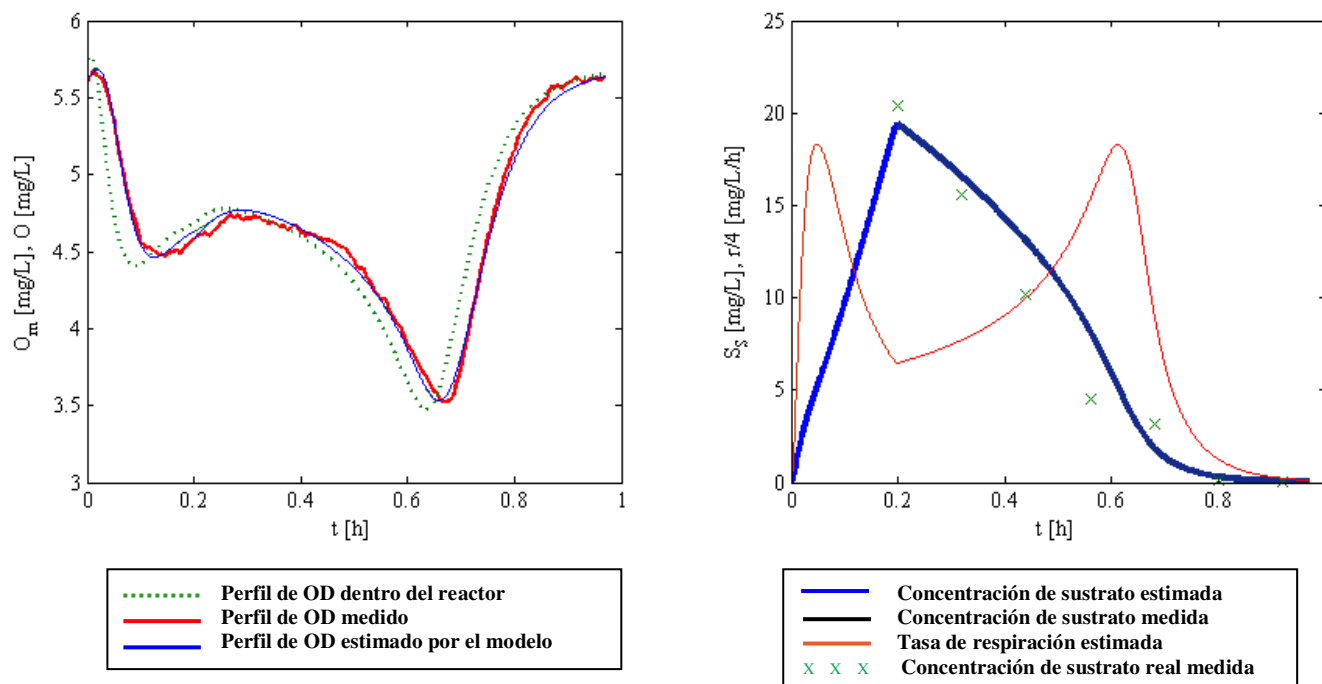 5.5
5
4.5
4
3.5
3
0
0.2
0.4
0.6
0.8
1
O_m [mg/L], O [mg/L]
t [h]
Perfil de OD dentro del reactor
Perfil de OD medido
Perfil de OD estimado por el modelo
25
20
15
10
5
0
0
0.2
0.4
0.6
0.8
S_S [mg/L], r/4 [mg/L/h]
t [h]
Concentración de sustrato estimada
Concentración de sustrato medida
Tasa de respiración estimada
x x x Concentración de sustrato real medida